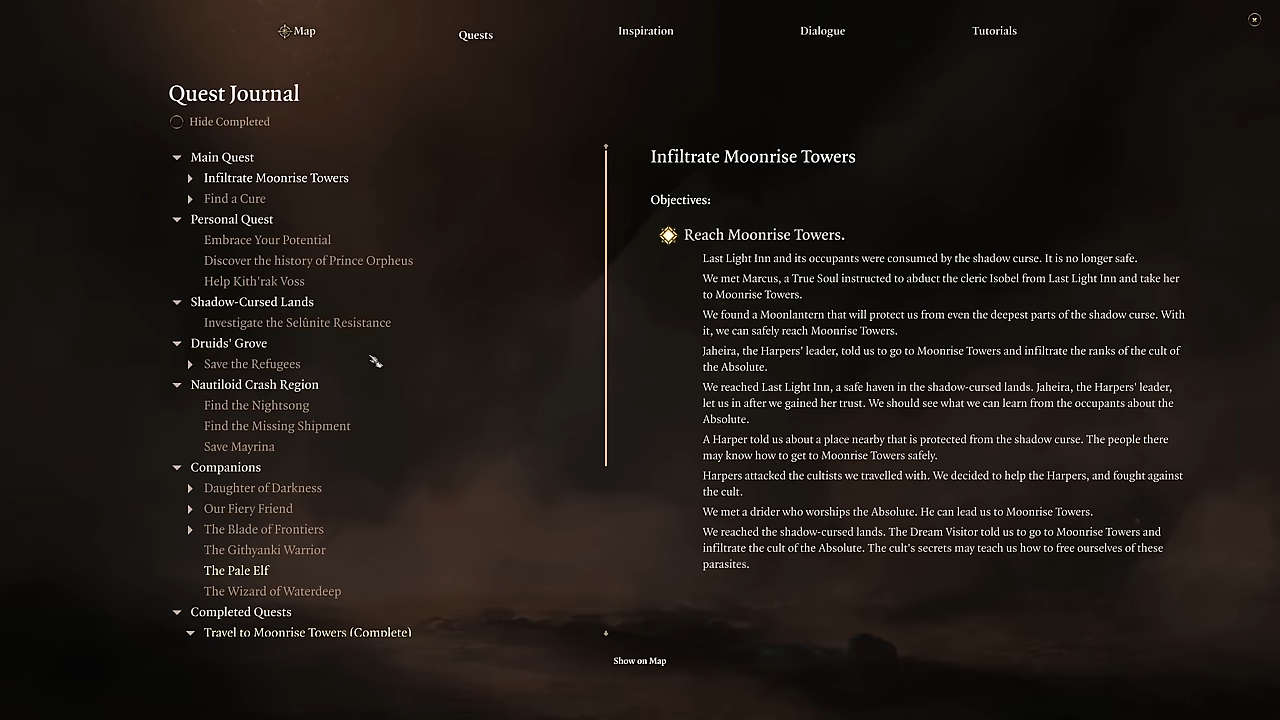 Map
Quests
Inspiration
Dialogue
Tutorials
Quest Journal
Hide Completed
Main Quest
Infiltrate Moonrise Towers
Find a Cure
Personal Quest
Embrace Your Potential
Discover the history of Prince Orpheus
Help Kith'rak Voss
Shadow-Cursed Lands
Investigate the Selûnite Resistance
Druids' Grove
Save the Refugees
Nautiloid Crash Region
Find the Nightsong
Find the Missing Shipment
Save Mayrina
Companions
Daughter of Darkness
Our Fiery Friend
The Blade of Frontiers
The Githyanki Warrior
The Pale Elf
The Wizard of Waterdeep
Completed Quests
Travel to Moonrise Towers (Complete)
Infiltrate Moonrise Towers
Objectives:
Reach Moonrise Towers.
Last Light Inn and its occupants were consumed by the shadow curse. It is no longer safe.
We met Marcus, a True Soul instructed to abduct the cleric Isobel from Last Light Inn and take her
to Moonrise Towers.
We found a Moonlantern that will protect us from even the deepest parts of the shadow curse. With
it, we can safely reach Moonrise Towers.
Jaheira, the Harpers' leader, told us to go to Moonrise Towers and infiltrate the ranks of the cult of
the Absolute.
We reached Last Light Inn, a safe haven in the shadow-cursed lands. Jaheira, the Harpers' leader,
let us in after we gained her trust. We should see what we can learn from the occupants about the
Absolute.
A Harper told us about a place nearby that is protected from the shadow curse. The people there
may know how to get to Moonrise Towers safely.
Harpers attacked the cultists we travelled with. We decided to help the Harpers, and fought against
the cult.
We met a drider who worships the Absolute. He can lead us to Moonrise Towers.
We reached the shadow-cursed lands. The Dream Visitor told us to go to Moonrise Towers and
infiltrate the cult of the Absolute. The cult's secrets may teach us how to free ourselves of these
parasites.
Show on Map